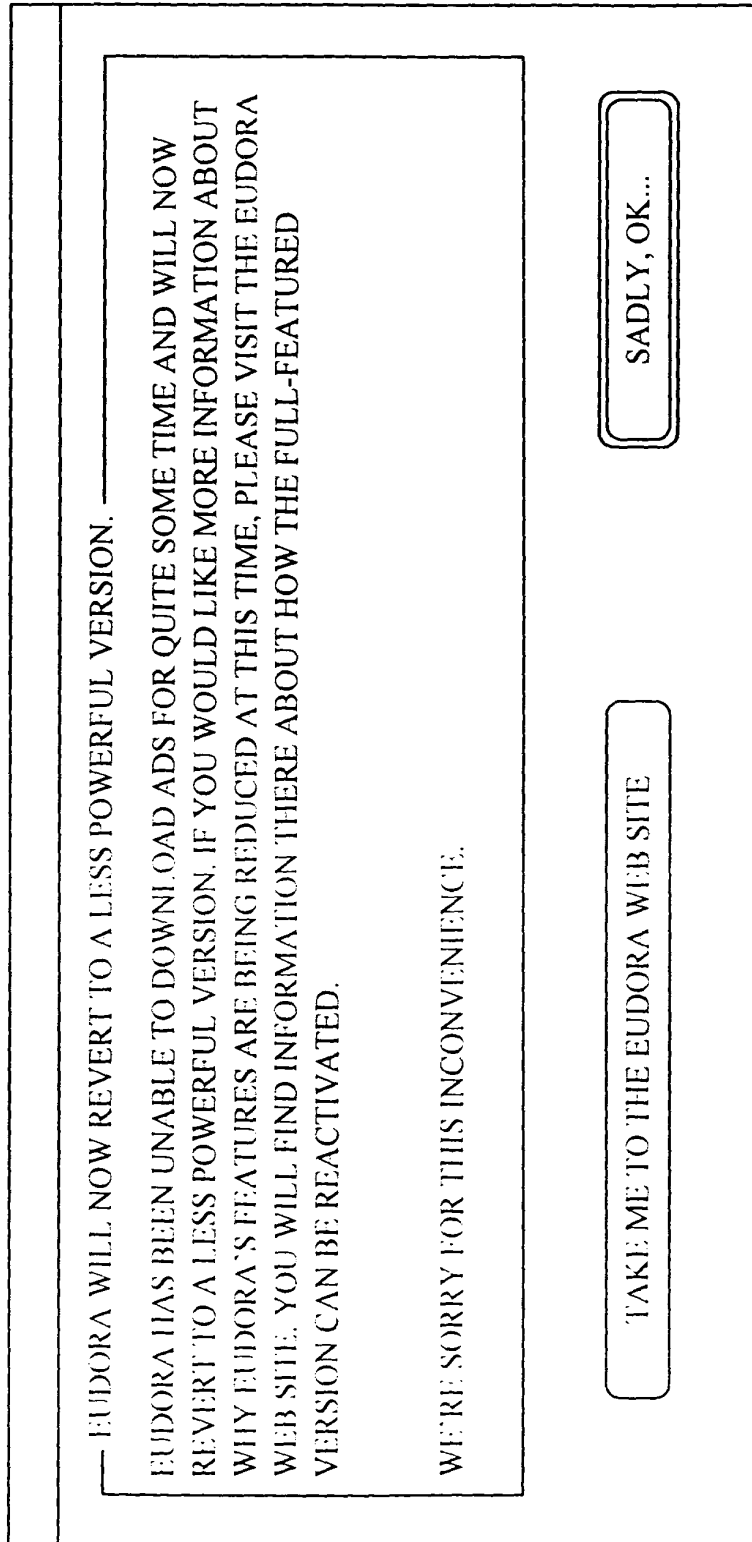 EUDORA WILL NOW REVERT TO A LESS POWERFUL VERSION.
EUDORA HAS BEEN UNABLE TO DOWNLOAD ADS FOR QUITE SOME TIME AND WILL NOW
REVERT TO A LESS POWERFUL VERSION. IF YOU WOULD LIKE MORE INFORMATION ABOUT
WHY EUDORA'S FEATURES ARE BEING REDUCED AT THIS TIME, PLEASE VISIT THE EUDORA
WEB SITE. YOU WILL FIND INFORMATION THERE ABOUT HOW THE FULL-FEATURED
VERSION CAN BE REACTIVATED.
WE'RE SORRY FOR THIS INCONVENIENCE.
TAKE ME TO THE EUDORA WEB SITE
SADLY, OK...